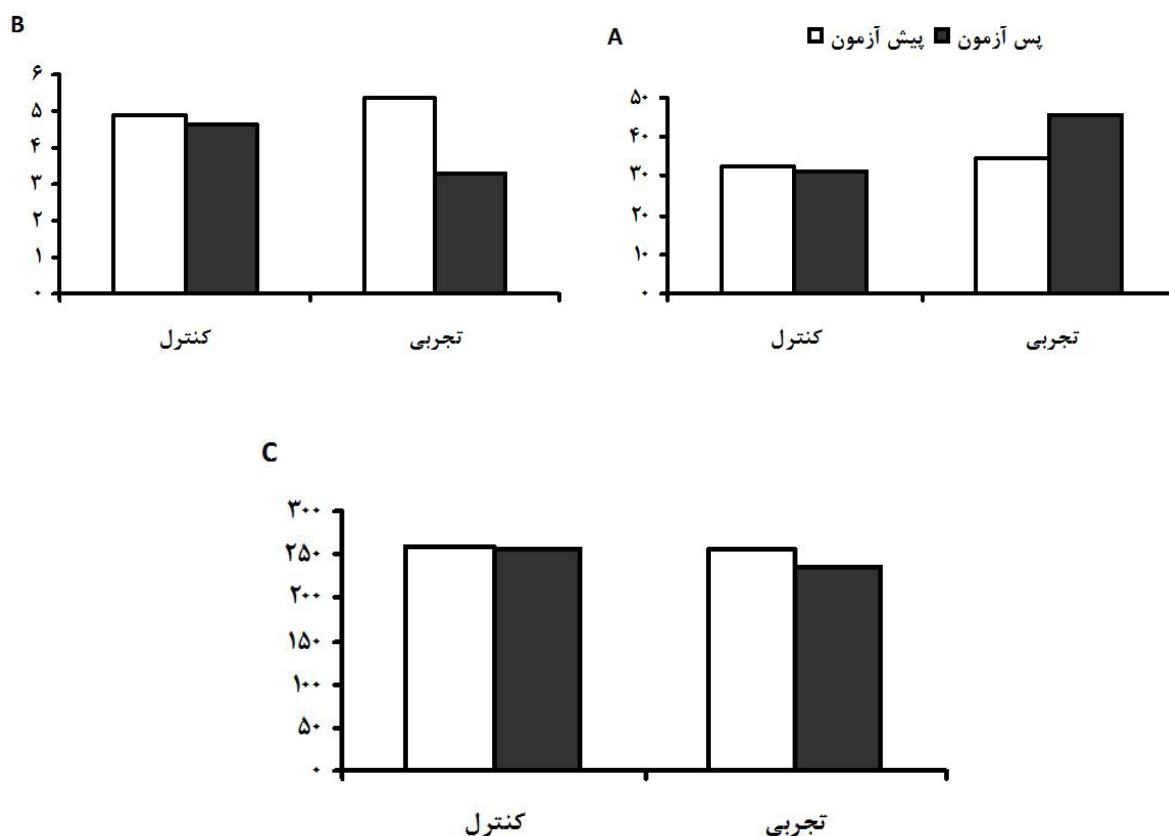 A
پیش آزمون پس آزمون
۵۰
۴۰
۳۰
۲۰
۱۰
۰
کنترل تجربی
B
۶
۵
۴
۳
۲
۱
۰
کنترل تجربی
C
۳۰۰
۲۵۰
۲۰۰
۱۵۰
۱۰۰
۵۰
۰
کنترل تجربی